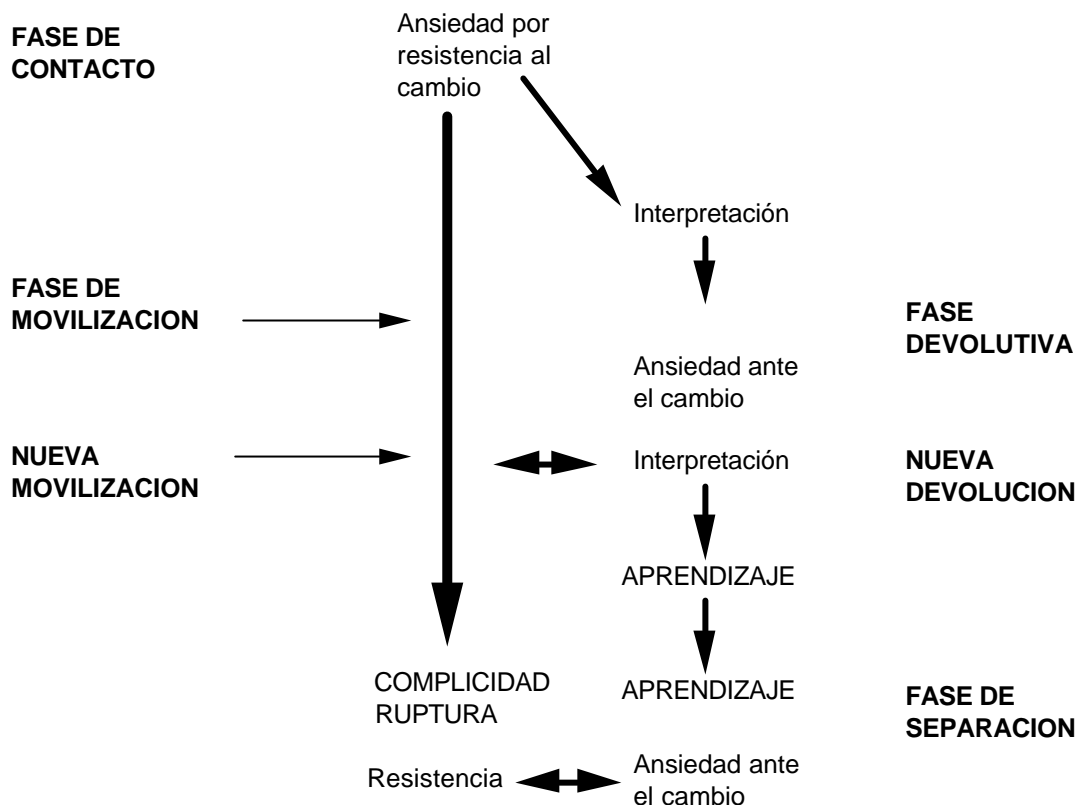 FASE DE
CONTACTO
Ansiedad por
resistencia al
cambio
Interpretación
FASE DE
MOVILIZACION
FASE
DEVOLUTIVA
Ansiedad ante
el cambio
NUEVA
MOVILIZACION
Interpretación
NUEVA
DEVOLUCION
APRENDIZAJE
COMPLICIDAD
RUPTURA
APRENDIZAJE
FASE DE
SEPARACION
Resistencia
Ansiedad ante
el cambio